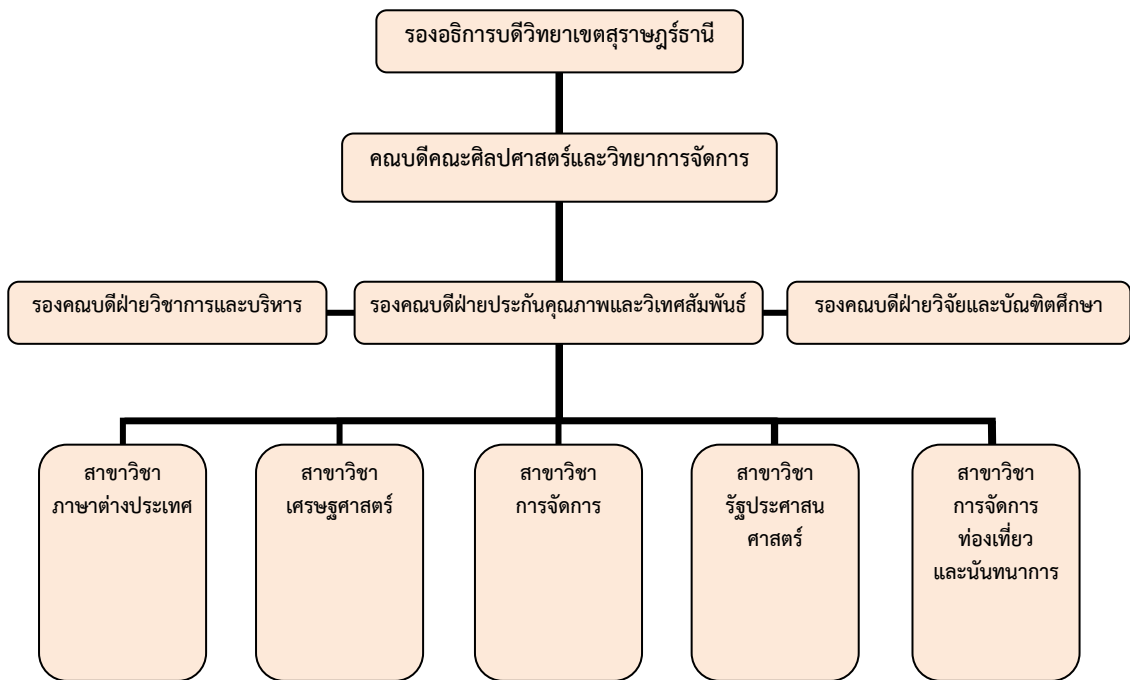 รองอธิการบดีวิทยาเขตสุราษฎร์ธานี
คณบดีคณะศิลปศาสตร์และวิทยาการจัดการ
รองคณบดีฝ่ายวิชาการและบริหาร
รองคณบดีฝ่ายประกันคุณภาพและวิเทศสัมพันธ์
รองคณบดีฝ่ายวิจัยและบัณฑิตศึกษา
สาขาวิชา
ภาษาต่างประเทศ
สาขาวิชา
เศรษฐศาสตร์
สาขาวิชา
การจัดการ
สาขาวิชา
รัฐประศาสน
ศาสตร์
สาขาวิชา
การจัดการ
ท่องเที่ยว
และนันทนาการ